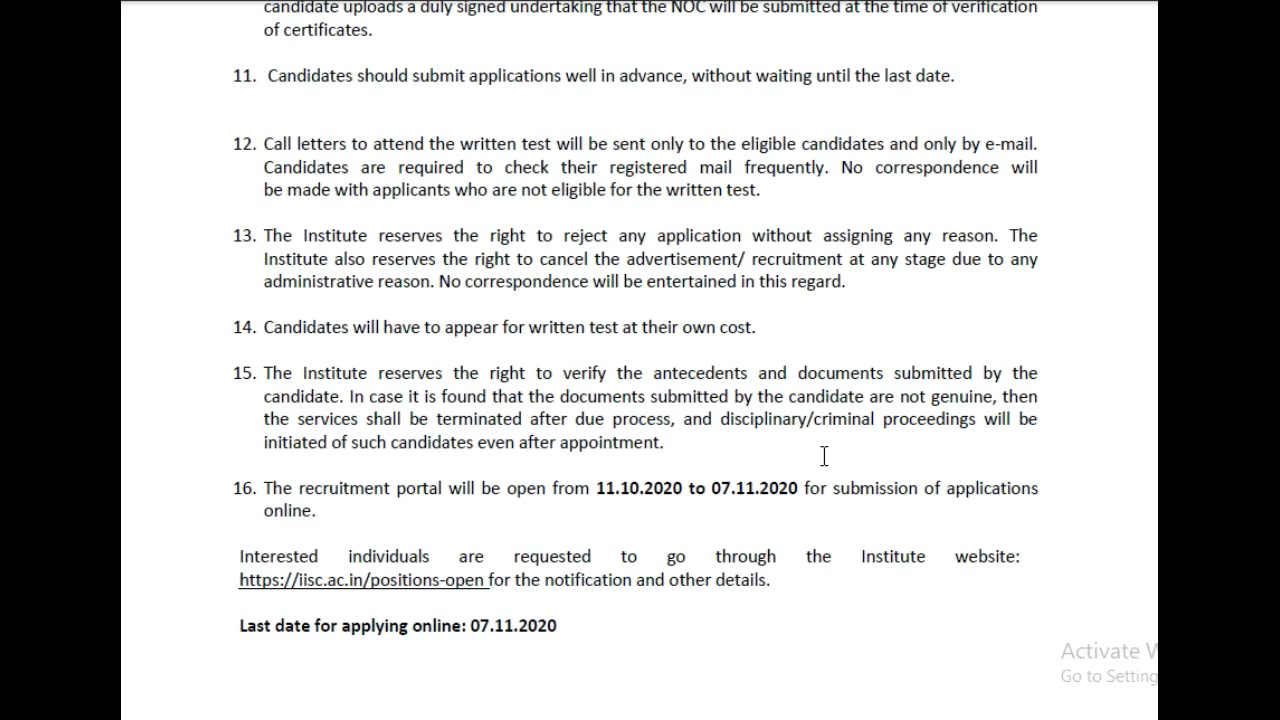 candidate uploads a duly signed undertaking that the NOC will be submitted at the time of verification
of certificates.
11. Candidates should submit applications well in advance, without waiting until the last date.
12. Call letters to attend the written test will be sent only to the eligible candidates and only by e-mail.
Candidates are required to check their registered mail frequently. No correspondence will
be made with applicants who are not eligible for the written test.
13. The Institute reserves the right to reject any application without assigning any reason. The
Institute also reserves the right to cancel the advertisement/ recruitment at any stage due to any
administrative reason. No correspondence will be entertained in this regard.
14. Candidates will have to appear for written test at their own cost.
15. The Institute reserves the right to verify the antecedents and documents submitted by the
candidate. In case it is found that the documents submitted by the candidate are not genuine, then
the services shall be terminated after due process, and disciplinary/criminal proceedings will be
initiated of such candidates even after appointment.
16. The recruitment portal will be open from 11.10.2020 to 07.11.2020 for submission of applications
online.
Interested individuals are requested to go through the Institute website:
https://iisc.ac.in/positions-open for the notification and other details.
Last date for applying online: 07.11.2020
Activate W
Go to Setting